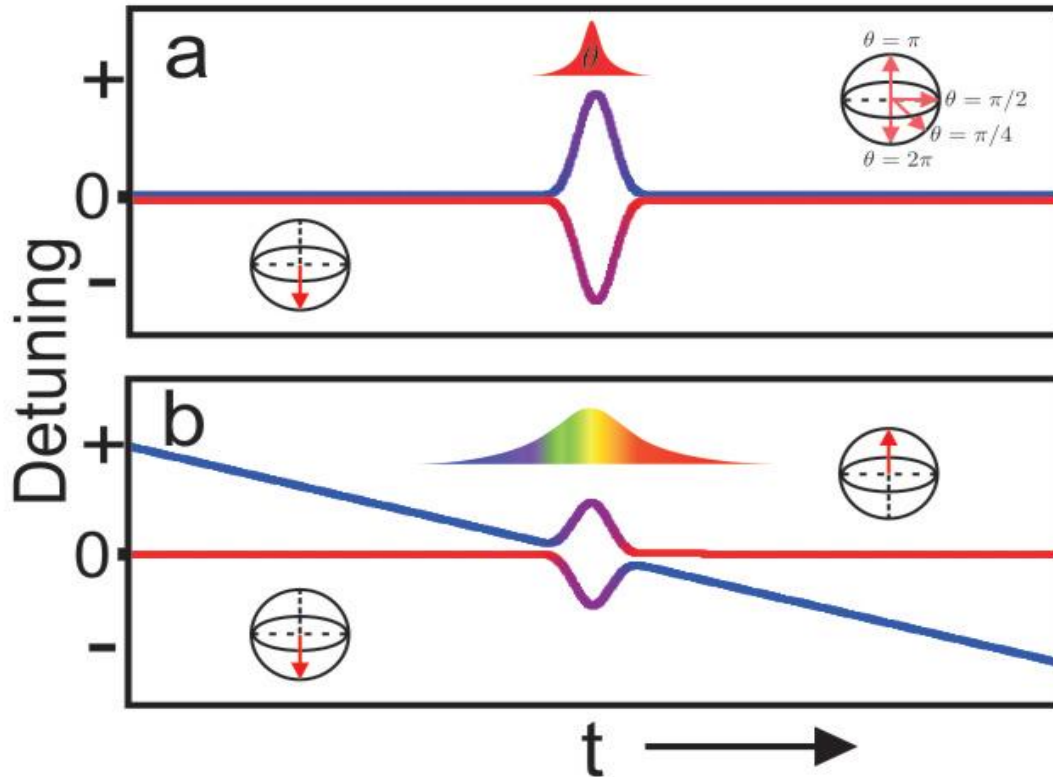 a
θ
θ = π
θ = π/2
θ = π/4
θ = 2π
+
0
-
Detuning
b
+
0
-
t